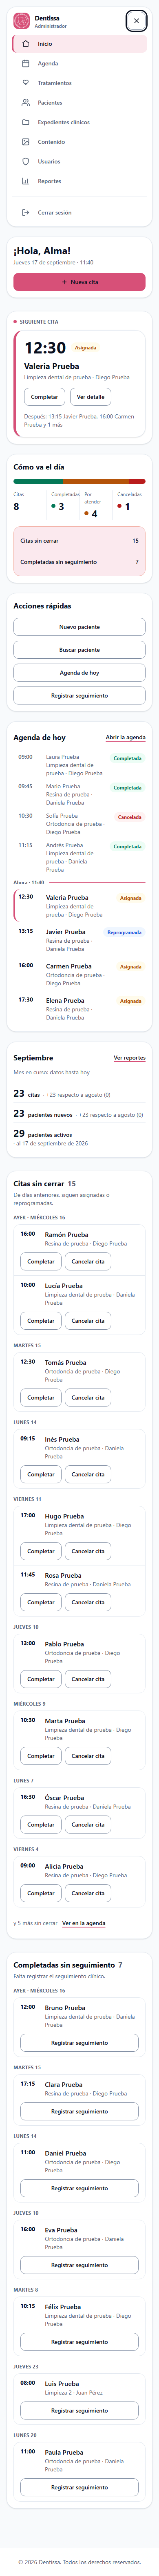 Dentissa
Administrador
Inicio
Agenda
Tratamientos
Pacientes
Expedientes clínicos
Contenido
Usuarios
Reportes
Cerrar sesión
¡Hola, Alma!
Jueves 17 de septiembre · 11:40
+ Nueva cita
SIGUIENTE CITA
12:30 Asignada
Valeria Prueba
Limpieza dental de prueba · Diego Prueba
Completar Ver detalle
Después: 13:15 Javier Prueba, 16:00 Carmen
Prueba y 1 más
Cómo va el día
Citas
8
Completadas
3
Por
atender
4
Canceladas
1
Citas sin cerrar 15
Completadas sin seguimiento 7
Acciones rápidas
Nuevo paciente
Buscar paciente
Agenda de hoy
Registrar seguimiento
Agenda de hoy Abrir la agenda
09:00 Laura Prueba Completada
Limpieza dental de
prueba · Diego Prueba
09:45 Mario Prueba Completada
Resina de prueba ·
Daniela Prueba
10:30 Sofía Prueba Cancelada
Ortodoncia de prueba ·
Diego Prueba
11:15 Andrés Prueba Completada
Limpieza dental de
prueba · Daniela
Prueba
Ahora · 11:40
12:30 Valeria Prueba Asignada
Limpieza dental de
prueba · Diego Prueba
13:15 Javier Prueba Reprogramada
Resina de prueba ·
Daniela Prueba
16:00 Carmen Prueba Asignada
Ortodoncia de prueba ·
Diego Prueba
17:30 Elena Prueba Asignada
Resina de prueba ·
Daniela Prueba
Septiembre Ver reportes
Mes en curso: datos hasta hoy
23 citas · +23 respecto a agosto (0)
23 pacientes nuevos · +23 respecto a agosto (0)
29 pacientes activos
· al 17 de septiembre de 2026
Citas sin cerrar 15
De días anteriores, siguen asignadas o
reprogramadas.
AYER · MIÉRCOLES 16
16:00 Ramón Prueba
Resina de prueba · Diego Prueba
Completar Cancelar cita
10:00 Lucía Prueba
Limpieza dental de prueba · Daniela
Prueba
Completar Cancelar cita
MARTES 15
12:30 Tomás Prueba
Ortodoncia de prueba · Diego
Prueba
Completar Cancelar cita
LUNES 14
09:15 Inés Prueba
Ortodoncia de prueba · Daniela
Prueba
Completar Cancelar cita
VIERNES 11
17:00 Hugo Prueba
Limpieza dental de prueba · Diego
Prueba
Completar Cancelar cita
11:45 Rosa Prueba
Resina de prueba · Daniela Prueba
Completar Cancelar cita
JUEVES 10
13:00 Pablo Prueba
Ortodoncia de prueba · Diego
Prueba
Completar Cancelar cita
MIÉRCOLES 9
10:30 Marta Prueba
Limpieza dental de prueba · Diego
Prueba
Completar Cancelar cita
LUNES 7
16:30 Óscar Prueba
Resina de prueba · Daniela Prueba
Completar Cancelar cita
VIERNES 4
09:00 Alicia Prueba
Resina de prueba · Diego Prueba
Completar Cancelar cita
y 5 más sin cerrar Ver en la agenda
Completadas sin seguimiento 7
Falta registrar el seguimiento clínico.
AYER · MIÉRCOLES 16
12:00 Bruno Prueba
Limpieza dental de prueba · Daniela
Prueba
Registrar seguimiento
MARTES 15
17:15 Clara Prueba
Resina de prueba · Diego Prueba
Registrar seguimiento
LUNES 14
11:00 Daniel Prueba
Ortodoncia de prueba · Diego
Prueba
Registrar seguimiento
JUEVES 10
16:00 Eva Prueba
Ortodoncia de prueba · Daniela
Prueba
Registrar seguimiento
MARTES 8
10:15 Félix Prueba
Limpieza dental de prueba · Diego
Prueba
Registrar seguimiento
JUEVES 23
08:00 Luis Prueba
Limpieza 2 · Juan Pérez
Registrar seguimiento
LUNES 20
11:00 Paula Prueba
Ortodoncia de prueba · Daniela
Prueba
Registrar seguimiento
© 2026 Dentissa. Todos los derechos reservados.